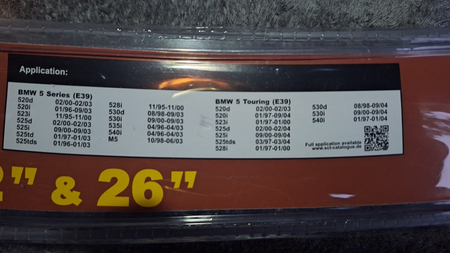 Application:
BMW 5 Series (E39)
520d 02/00-02/03
520i 01/96-09/03
523i 11/95-11/00
525d 02/00-02/03
525i 09/00-09/03
525td 01/97-01/03
525tds 01/96-01/03
528i 11/95-11/00
530d 08/98-09/03
530i 09/00-09/03
535i 04/96-04/03
540i 04/96-04/03
M5 10/98-06/03
BMW 5 Touring (E39)
520d 02/00-02/03
520i 01/97-09/04
523i 01/97-11/00
525d 02/00-02/04
525i 09/00-09/04
525tds 03/97-03/04
528i 01/97-01/00
530d 08/98-09/04
530i 09/00-09/04
540i 01/97-01/04
Full application available
www.sct-catalogue.de
2" & 26"